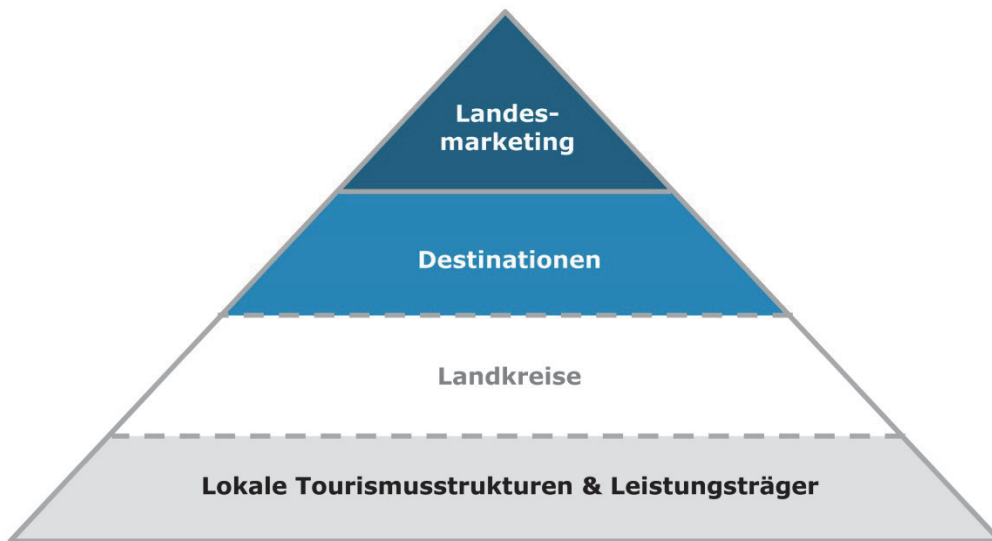 Landes-
marketing
Destinationen
Landkreise
Lokale Tourismusstrukturen & Leistungsträger